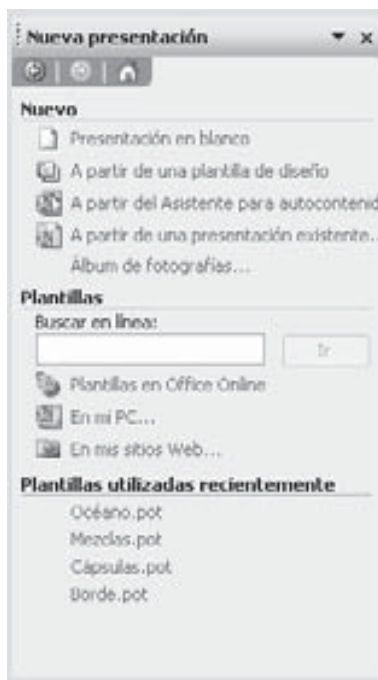 Nueva presentación
Nuevo
Presentación en blanco
A partir de una plantilla de diseño
A partir del Asistente para autocontenid
A partir de una presentación existente...
Álbum de fotografías...
Plantillas
Buscar en línea:
Ir
Plantillas en Office Online
En mi PC...
En mis sitios Web...
Plantillas utilizadas recientemente
Océano.pot
Mezclas.pot
Cápsulas.pot
Borde.pot